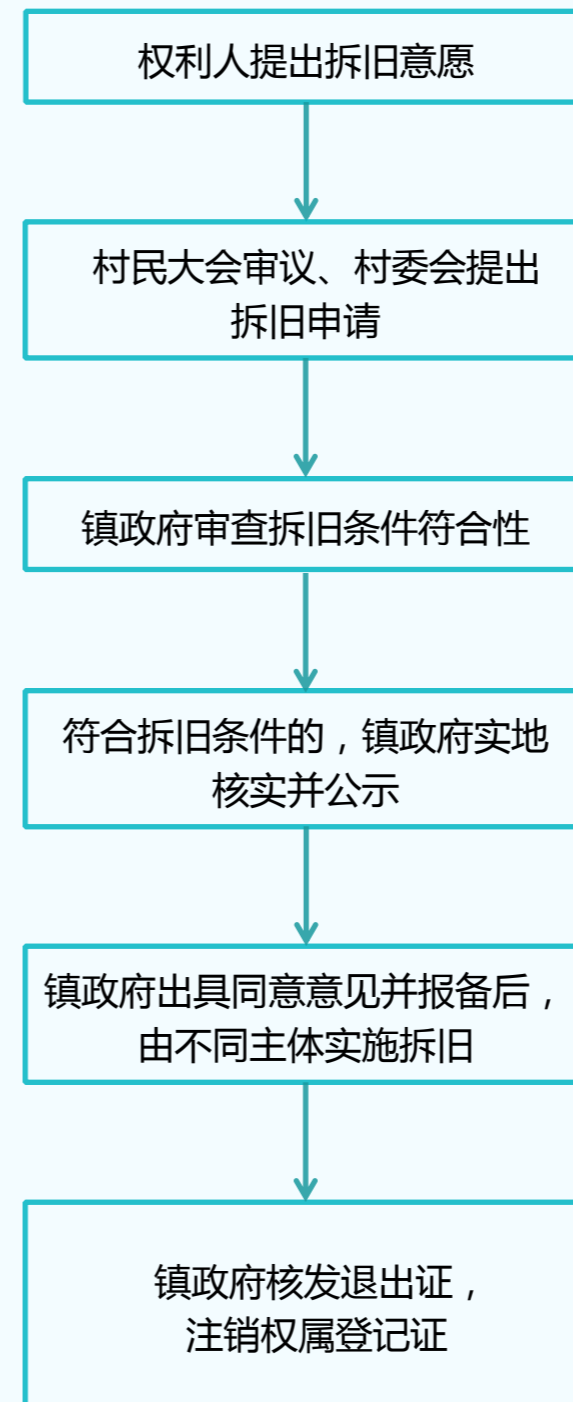 权利人提出拆旧意愿
村民大会审议、村委会提出
拆旧申请
镇政府审查拆旧条件符合性
符合拆旧条件的，镇政府实地
核实并公示
镇政府出具同意意见并报备后，
由不同主体实施拆旧
镇政府核发退出证，
注销权属登记证